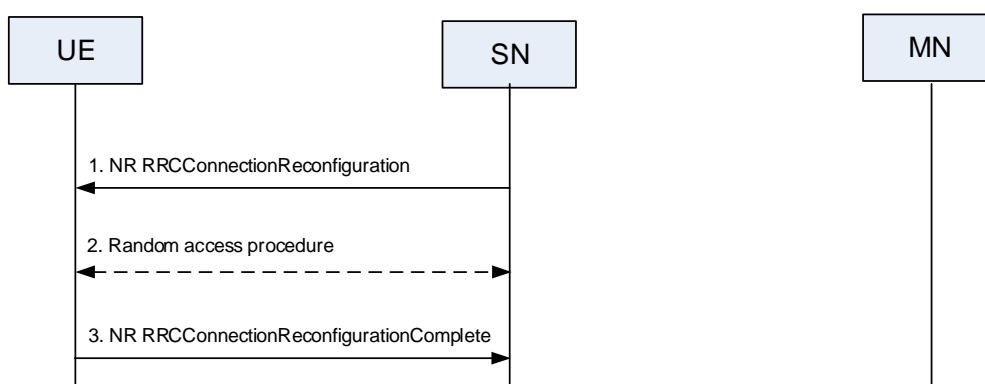 UE
SN
MN
1. NR RRCConnectionReconfiguration
2. Random access procedure
3. NR RRCConnectionReconfigurationComplete